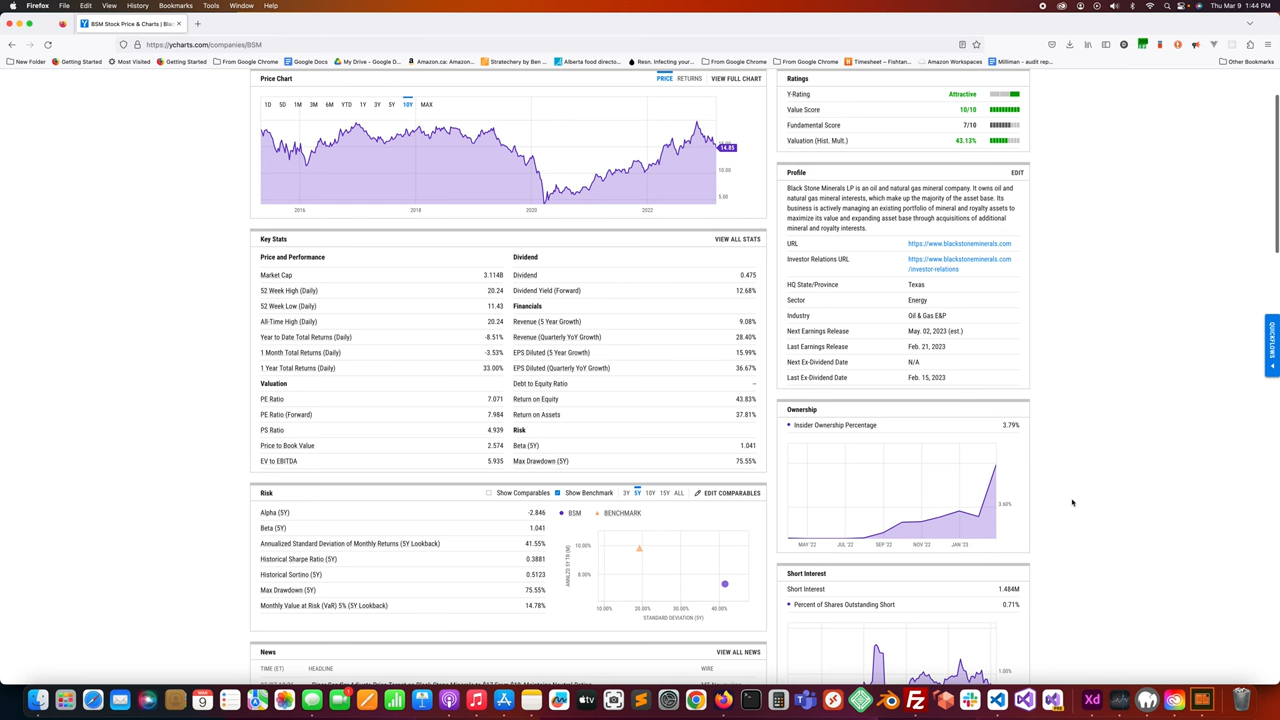 Firefox File Edit View History Bookmarks Tools Window Help
Thu Mar 9 1:44 PM
BSM Stock Price & Charts | Bla
https://ycharts.com/companies/BSM
New Folder Getting Started Most Visited Getting Started From Google Chrome Google Docs My Drive - Google D... Amazon.ca: Amazon... Stratechery by Ben ... Alberta food directo... Resn. Infecting your... From Google Chrome Timesheet – Fishtan... Amazon Workspaces Milliman - audit rep... Other Bookmarks
Price Chart PRICE RETURNS VIEW FULL CHART
1D 5D 1M 3M 6M YTD 1Y 3Y 5Y 10Y MAX
14.85
10.00
5.00
2016 2018 2020 2022
Key Stats VIEW ALL STATS
Price and Performance
Market Cap 3.114B
52 Week High (Daily) 20.24
52 Week Low (Daily) 11.43
All-Time High (Daily) 20.24
Year to Date Total Returns (Daily) -8.51%
1 Month Total Returns (Daily) -3.53%
1 Year Total Returns (Daily) 33.00%
Valuation
PE Ratio 7.071
PE Ratio (Forward) 7.984
PS Ratio 4.939
Price to Book Value 2.574
EV to EBITDA 5.935
Dividend
Dividend 0.475
Dividend Yield (Forward) 12.68%
Financials
Revenue (5 Year Growth) 9.08%
Revenue (Quarterly YoY Growth) 28.40%
EPS Diluted (5 Year Growth) 15.99%
EPS Diluted (Quarterly YoY Growth) 36.67%
Debt to Equity Ratio --
Return on Equity 43.83%
Return on Assets 37.81%
Risk
Beta (5Y) 1.041
Max Drawdown (5Y) 75.55%
Risk Show Comparables Show Benchmark 3Y 5Y 10Y 15Y ALL EDIT COMPARABLES
Alpha (5Y) -2.846
Beta (5Y) 1.041
Annualized Standard Deviation of Monthly Returns (5Y Lookback) 41.55%
Historical Sharpe Ratio (5Y) 0.3881
Historical Sortino (5Y) 0.5123
Max Drawdown (5Y) 75.55%
Monthly Value at Risk (VaR) 5% (5Y Lookback) 14.78%
BSM BENCHMARK
ANNLZD 5Y TR (M)
10.00%
8.00%
10.00% 20.00% 30.00% 40.00%
STANDARD DEVIATION (5Y)
News VIEW ALL NEWS
TIME (ET) HEADLINE WIRE
Ratings
Y-Rating Attractive
Value Score 10/10
Fundamental Score 7/10
Valuation (Hist. Mult.) 43.13%
Profile EDIT
Black Stone Minerals LP is an oil and natural gas mineral company. It owns oil and
natural gas mineral interests, which make up the majority of the asset base. Its
business is actively managing an existing portfolio of mineral and royalty assets to
maximize its value and expanding asset base through acquisitions of additional
mineral and royalty interests.
URL https://www.blackstoneminerals.com
Investor Relations URL https://www.blackstoneminerals.com
/investor-relations
HQ State/Province Texas
Sector Energy
Industry Oil & Gas E&P
Next Earnings Release May. 02, 2023 (est.)
Last Earnings Release Feb. 21, 2023
Next Ex-Dividend Date N/A
Last Ex-Dividend Date Feb. 15, 2023
Ownership
Insider Ownership Percentage 3.79%
3.60%
MAY '22 JUL '22 SEP '22 NOV '22 JAN '23
Short Interest
Short Interest 1.484M
Percent of Shares Outstanding Short 0.71%
1.00%
QUICKFLOWS